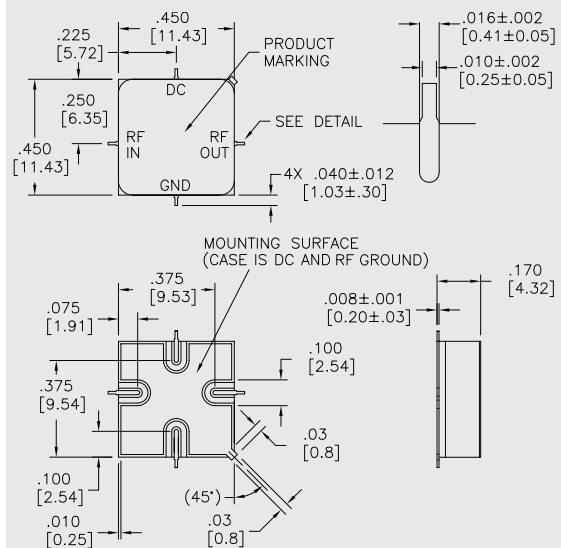 .450
[11.43]
.225
[5.72]
PRODUCT
MARKING
.016±.002
[0.41±0.05]
.010±.002
[0.25±0.05]
.250
[6.35]
.450
[11.43]
DC
RF
IN
RF
OUT
GND
SEE DETAIL
4X .040±.012
[1.03±.30]
MOUNTING SURFACE
(CASE IS DC AND RF GROUND)
.375
[9.53]
.075
[1.91]
.170
[4.32]
.008±.001
[0.20±.03]
.100
[2.54]
.375
[9.54]
.03
[0.8]
.100
[2.54]
(45°)
.010
[0.25]
.03
[0.8]